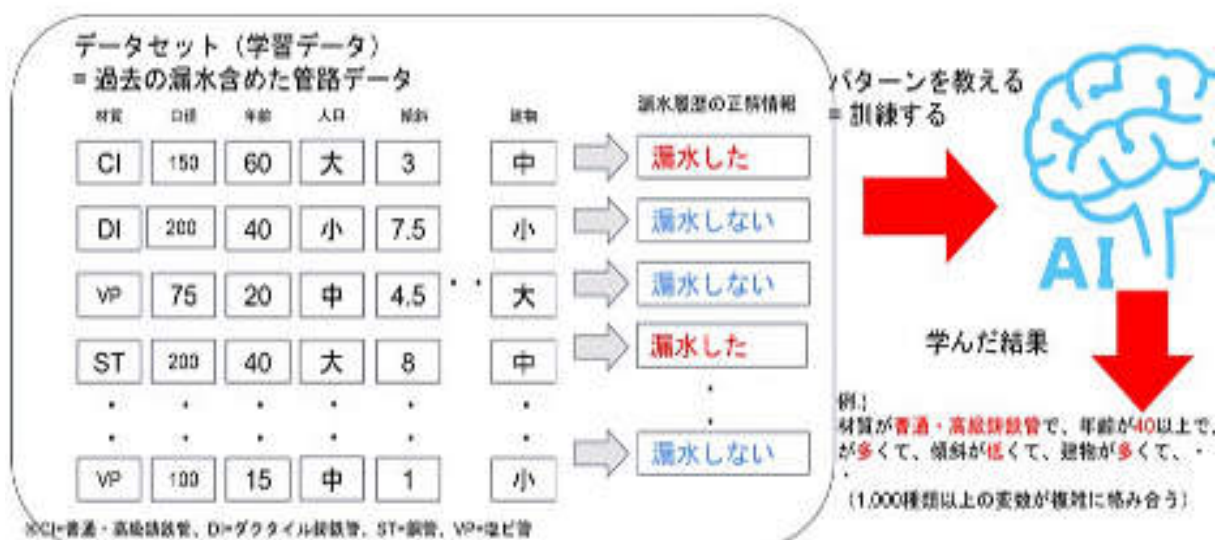 データセット（学習データ）
= 過去の漏水含めた管路データ
材質 口径 年齢 人口 傾斜 建物
漏水履歴の正解情報
CI 150 60 大 3 中 漏水した
DI 200 40 小 7.5 小 漏水しない
VP 75 20 中 4.5 ・・ 大 漏水しない
ST 200 40 大 8 中 漏水した
・ ・ ・ ・ ・ ・ ・
・ ・ ・ ・ ・ ・ ・
VP 100 15 中 1 小 漏水しない
※CI=普通・高級鋳鉄管、DI=ダクタイル鋳鉄管、ST=鋼管、VP=塩ビ管
パターンを教える
= 訓練する
AI
学んだ結果
例.)
材質が普通・高級鋳鉄管で、年齢が40以上で、
が多くて、傾斜が低くて、建物が多くて、・
・
（1,000種類以上の変数が複雑に絡み合う）